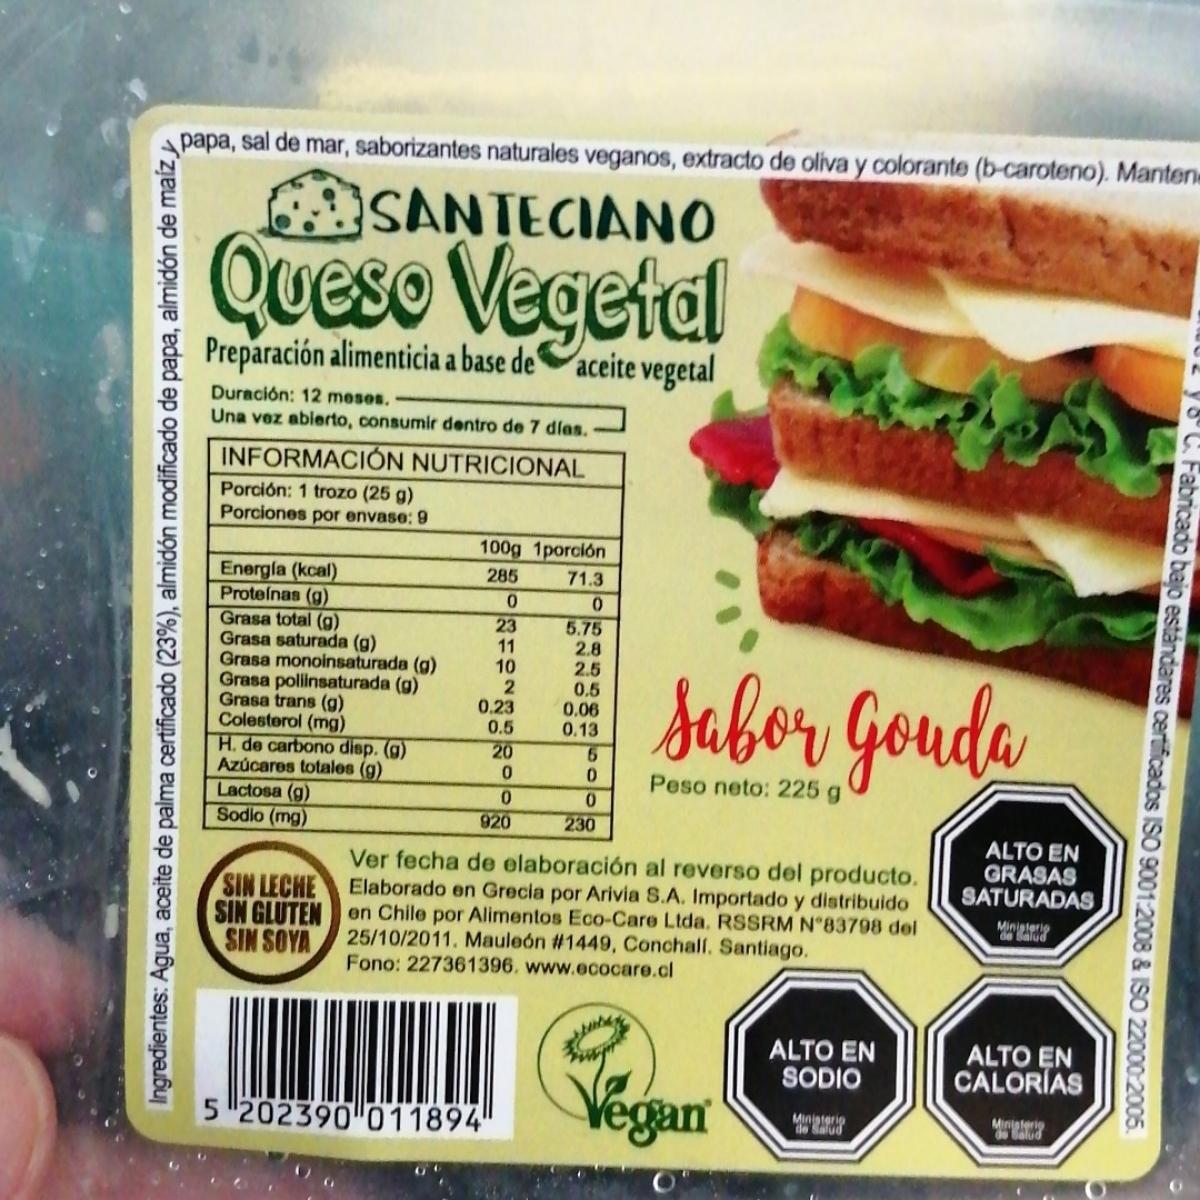 Ingredientes: Agua, aceite de palma certificado (23%), almidón modificado de papa, almidón de maíz y
papa, sal de mar, saborizantes naturales veganos, extracto de oliva y colorante (b-caroteno).
SANTECIANO
Queso Vegetal
Preparación alimenticia a base de aceite vegetal
Duración: 12 meses.
Una vez abierto, consumir dentro de 7 días.
INFORMACIÓN NUTRICIONAL
Porción: 1 trozo (25 g)
Porciones por envase: 9
100g 1porción
Energía (kcal) 285 71.3
Proteínas (g) 0 0
Grasa total (g) 23 5.75
Grasa saturada (g) 11 2.8
Grasa monoinsaturada (g) 10 2.5
Grasa poliinsaturada (g) 2 0.5
Grasa trans (g) 0.23 0.06
Colesterol (mg) 0.5 0.13
H. de carbono disp. (g) 20 5
Azúcares totales (g) 0 0
Lactosa (g) 0 0
Sodio (mg) 920 230
Sabor Gouda
Peso neto: 225 g
SIN LECHE
SIN GLUTEN
SIN SOYA
Ver fecha de elaboración al reverso del producto.
Elaborado en Grecia por Arivia S.A. Importado y distribuido
en Chile por Alimentos Eco-Care Ltda. RSSRM N°83798 del
25/10/2011. Mauleón #1449, Conchalí. Santiago.
Fono: 227361396. www.ecocare.cl
ALTO EN
GRASAS
SATURADAS
Ministerio
de Salud
ALTO EN
SODIO
Ministerio
de Salud
ALTO EN
CALORÍAS
Ministerio
de Salud
5 202390 011894
Vegan
y 8° C. Fabricado bajo estándares certificados ISO 9001:2008 & ISO 22000:2005.